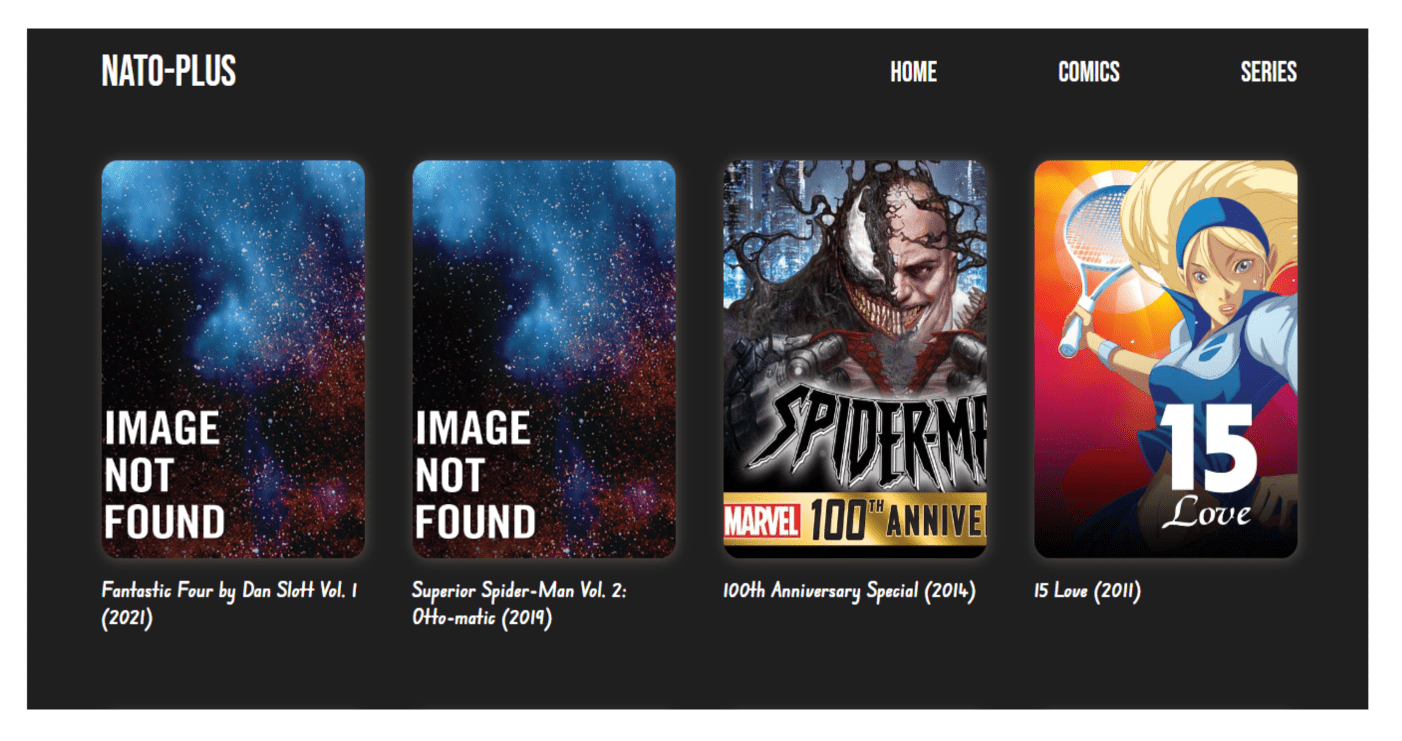 NATO-PLUS
HOME
COMICS
SERIES
IMAGE
NOT
FOUND
Fantastic Four by Dan Slott Vol. 1
(2021)
IMAGE
NOT
FOUND
Superior Spider-Man Vol. 2:
Otto-matic (2019)
SPIDER-MA
MARVEL 100TH ANNIVE
100th Anniversary Special (2014)
15
Love
15 Love (2011)